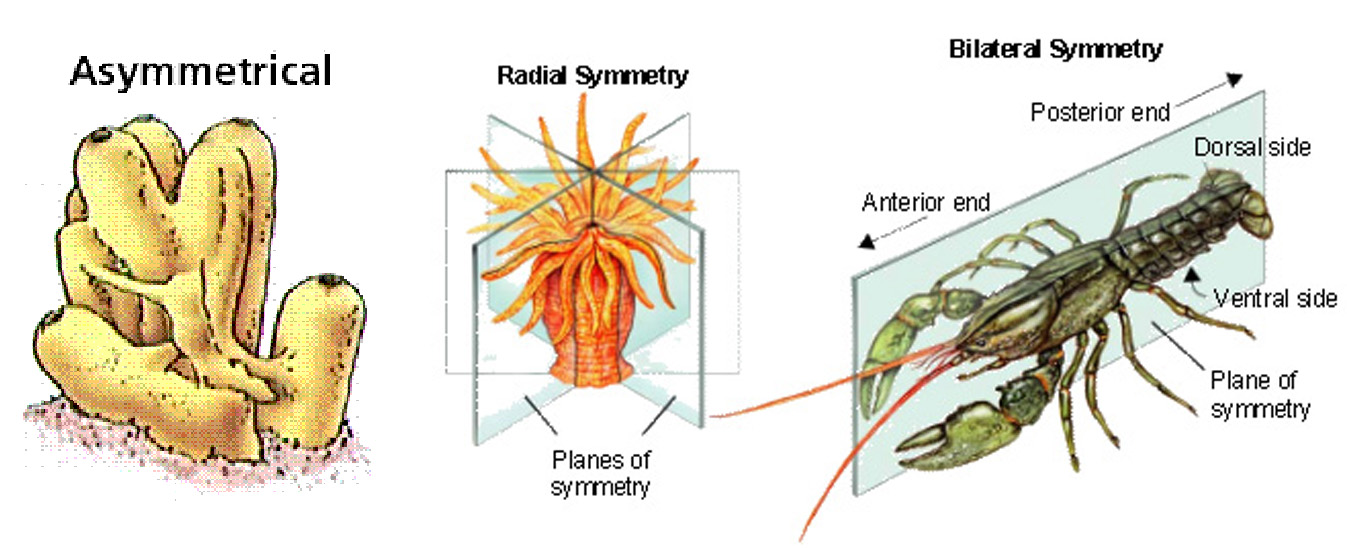 Asymmetrical
Radial Symmetry
Planes of
symmetry
Bilateral Symmetry
Posterior end
Dorsal side
Anterior end
Ventral side
Plane of
symmetry